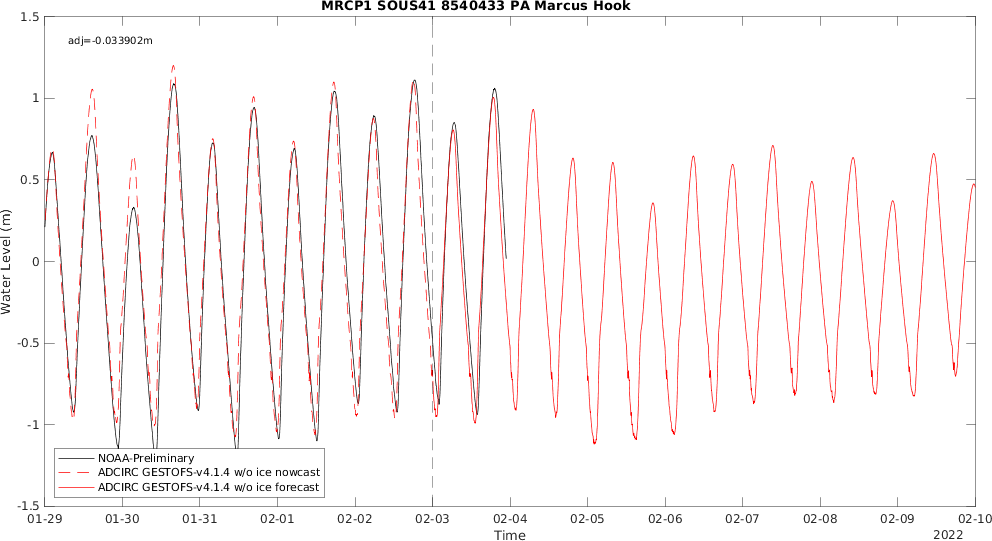 MRCP1 SOUS41 8540433 PA Marcus Hook
adj=-0.033902m
Water Level (m)
1.5
1
0.5
0
-0.5
-1
-1.5
NOAA-Preliminary
ADCIRC GESTOFS-v4.1.4 w/o ice nowcast
ADCIRC GESTOFS-v4.1.4 w/o ice forecast
01-29 01-30 01-31 02-01 02-02 02-03 02-04 02-05 02-06 02-07 02-08 02-09 02-10
Time
2022